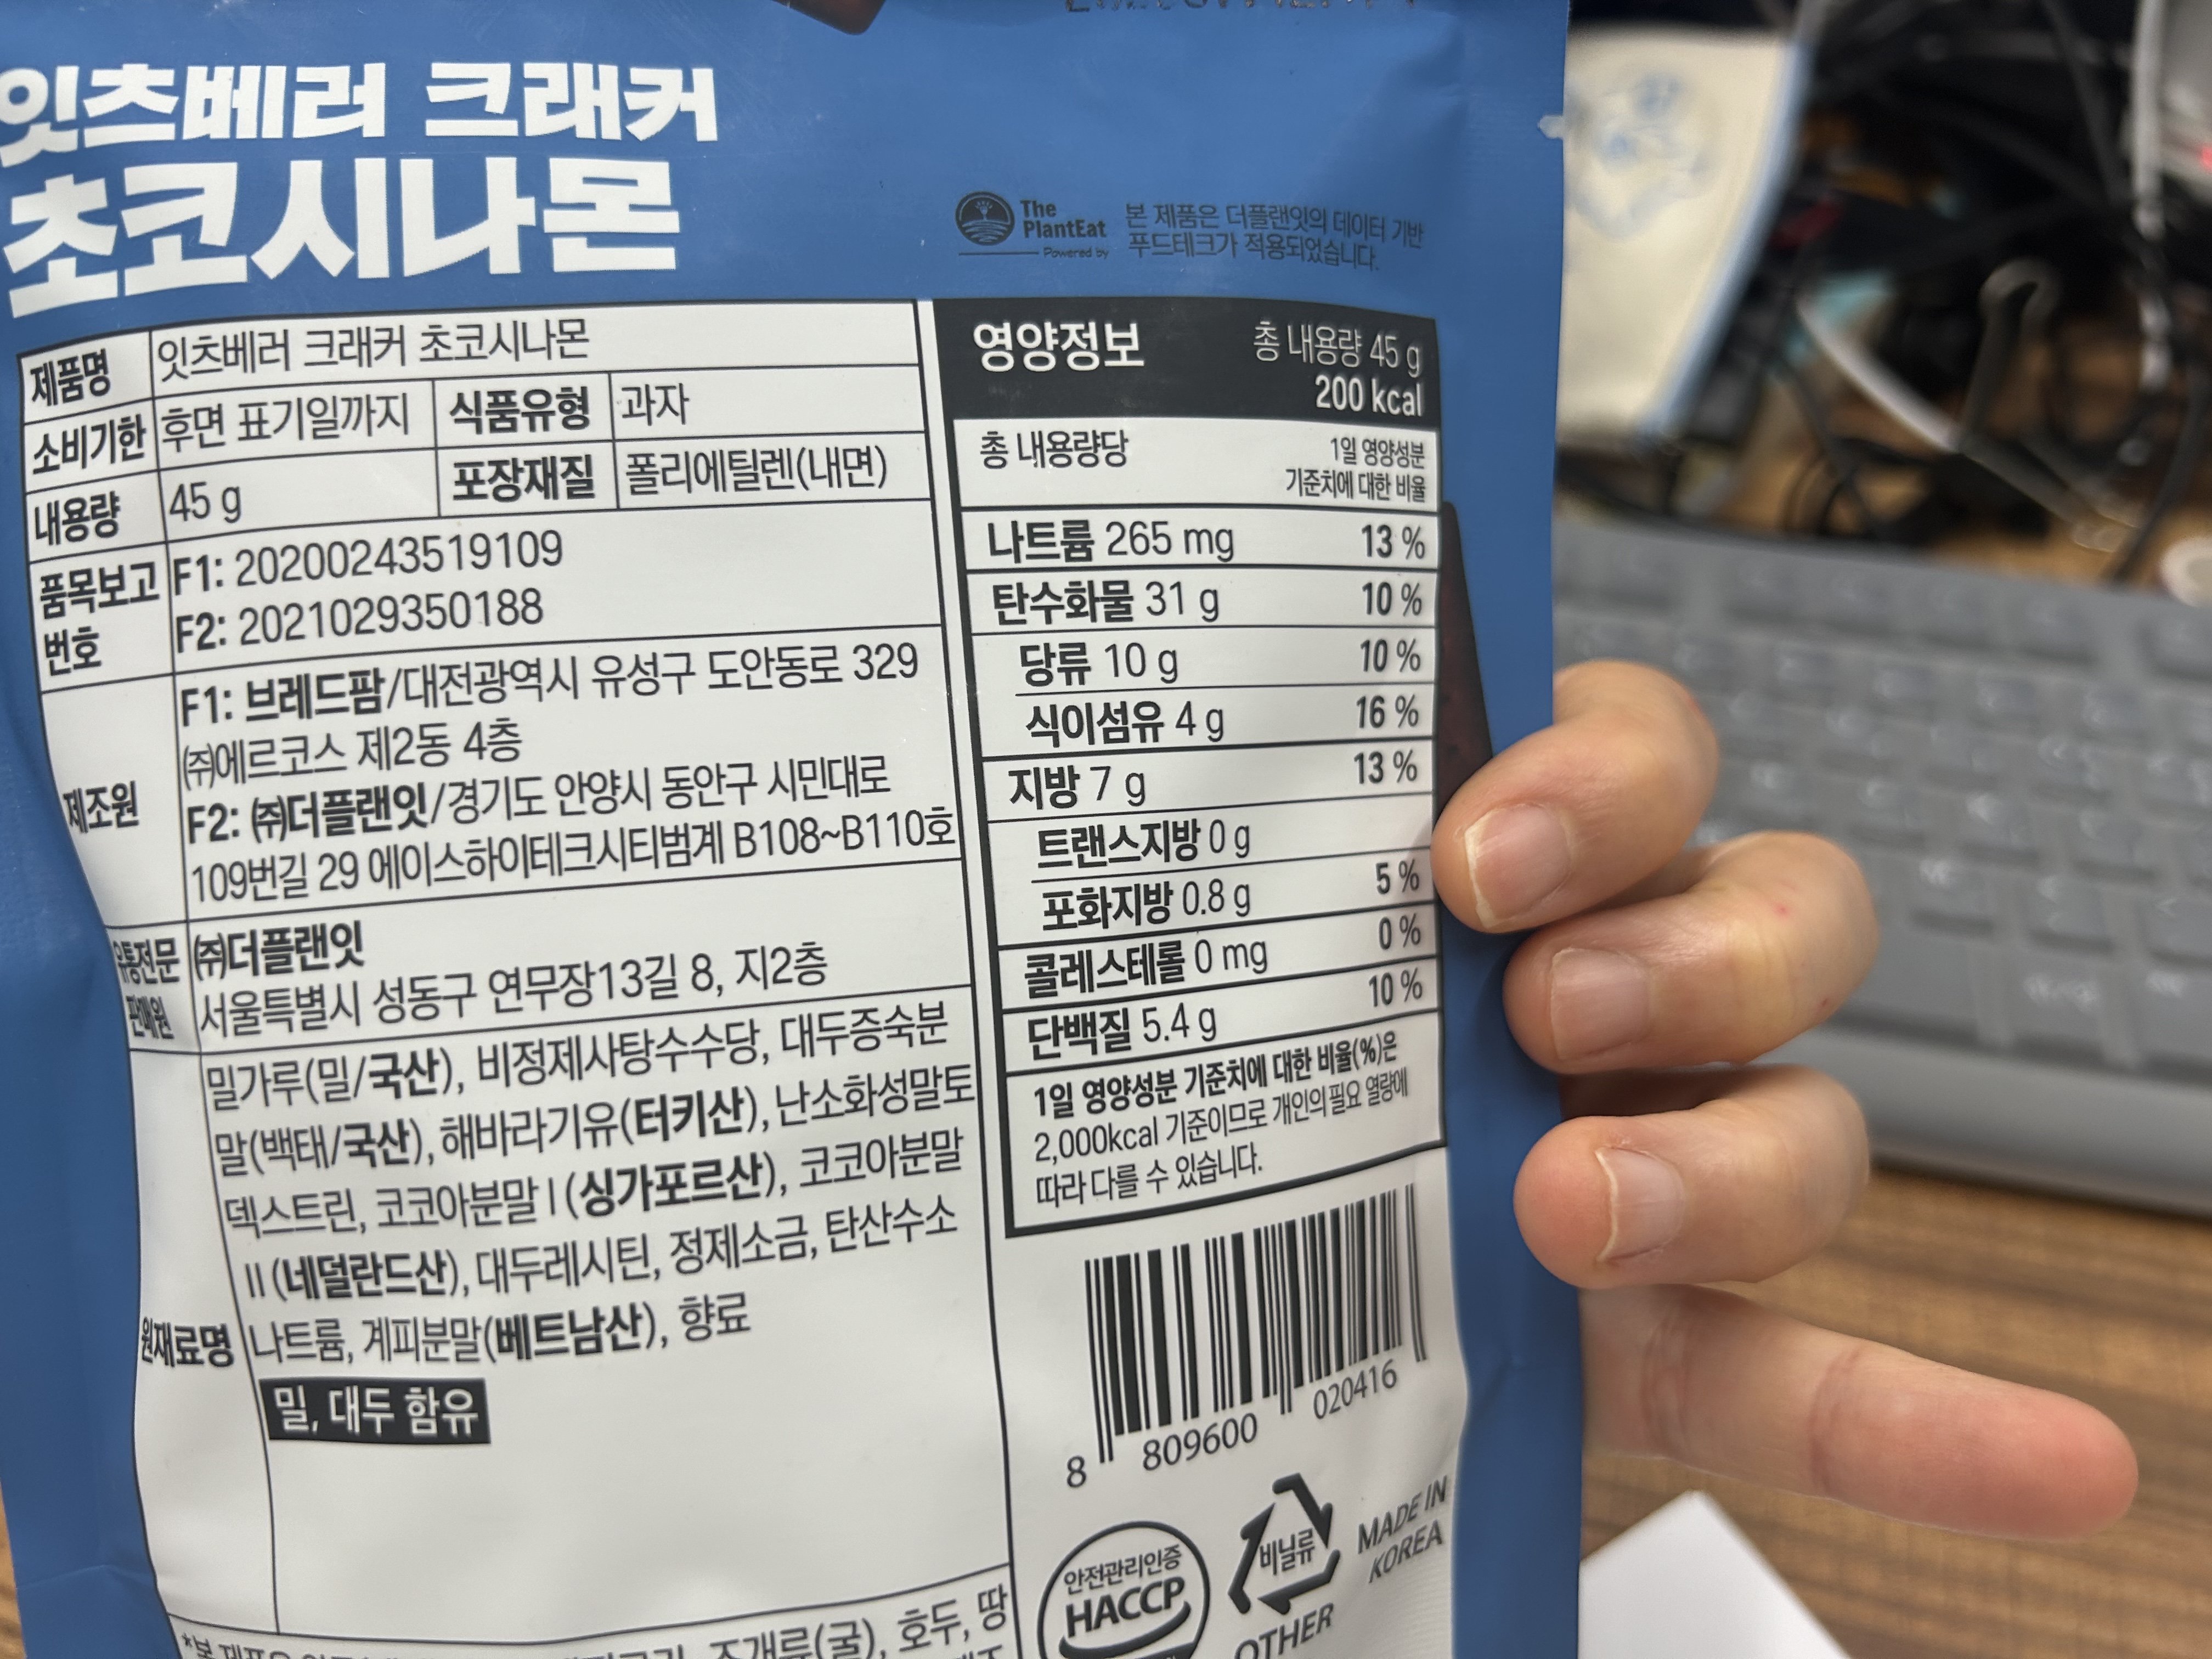 잇츠베러 크래커
초코시나몬
The
PlantEat
Powered by
본 제품은 더플랜잇의 데이터 기반
푸드테크가 적용되었습니다.
제품명 잇츠베러 크래커 초코시나몬
소비기한 후면 표기일까지 식품유형 과자
내용량 45 g 포장재질 폴리에틸렌(내면)
품목보고
번호
F1: 20200243519109
F2: 2021029350188
제조원
F1: 브레드팜/대전광역시 유성구 도안동로 329
㈜에르코스 제2동 4층
F2: ㈜더플랜잇/경기도 안양시 동안구 시민대로
109번길 29 에이스하이테크시티범계 B108~B110호
유통전문
판매원
㈜더플랜잇
서울특별시 성동구 연무장13길 8, 지2층
원재료명
밀가루(밀/국산), 비정제사탕수수당, 대두증숙분
말(백태/국산), 해바라기유(터키산), 난소화성말토
덱스트린, 코코아분말 I (싱가포르산), 코코아분말
II (네덜란드산), 대두레시틴, 정제소금, 탄산수소
나트륨, 계피분말(베트남산), 향료
밀, 대두 함유
조개류(굴), 호두, 땅
영양정보 총 내용량 45 g
200 kcal
총 내용량당 1일 영양성분
기준치에 대한 비율
나트륨 265 mg 13 %
탄수화물 31 g 10 %
당류 10 g 10 %
식이섬유 4 g 16 %
지방 7 g 13 %
트랜스지방 0 g
포화지방 0.8 g 5 %
콜레스테롤 0 mg 0 %
단백질 5.4 g 10 %
1일 영양성분 기준치에 대한 비율(%)은
2,000kcal 기준이므로 개인의 필요 열량에
따라 다를 수 있습니다.
8 809600 020416
안전관리인증
HACCP
비닐류
OTHER
MADE IN
KOREA